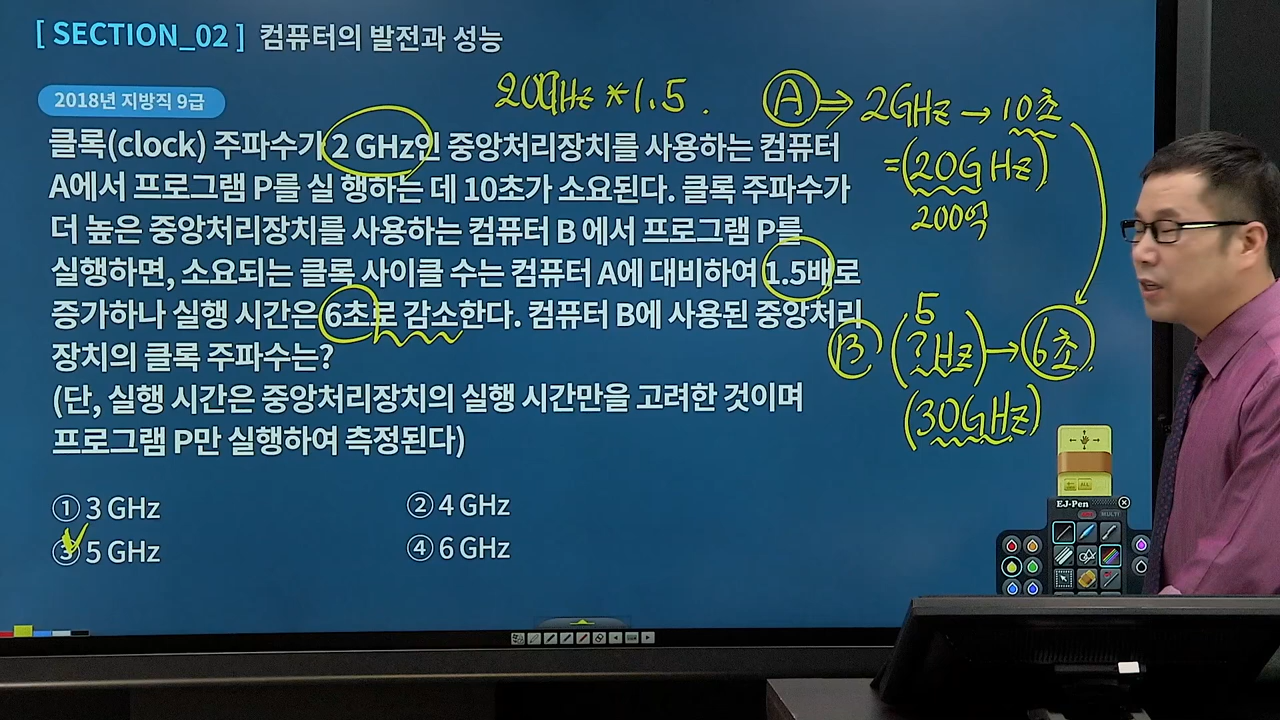 [ SECTION_02 ] 컴퓨터의 발전과 성능
2018년 지방직 9급
클록(clock) 주파수가 2 GHz인 중앙처리장치를 사용하는 컴퓨터
A에서 프로그램 P를 실 행하는 데 10초가 소요된다. 클록 주파수가
더 높은 중앙처리장치를 사용하는 컴퓨터 B 에서 프로그램 P를
실행하면, 소요되는 클록 사이클 수는 컴퓨터 A에 대비하여 1.5배로
증가하나 실행 시간은 6초로 감소한다. 컴퓨터 B에 사용된 중앙처리
장치의 클록 주파수는?
(단, 실행 시간은 중앙처리장치의 실행 시간만을 고려한 것이며
프로그램 P만 실행하여 측정된다)
① 3 GHz
② 4 GHz
③ 5 GHz
④ 6 GHz
20GHz * 1.5 .
A ⇒ 2GHz → 10초
= (20G Hz)
200억
5
B ( ? Hz) → 6초
(30GHz)
EJ-Pen
MULTI
ALL